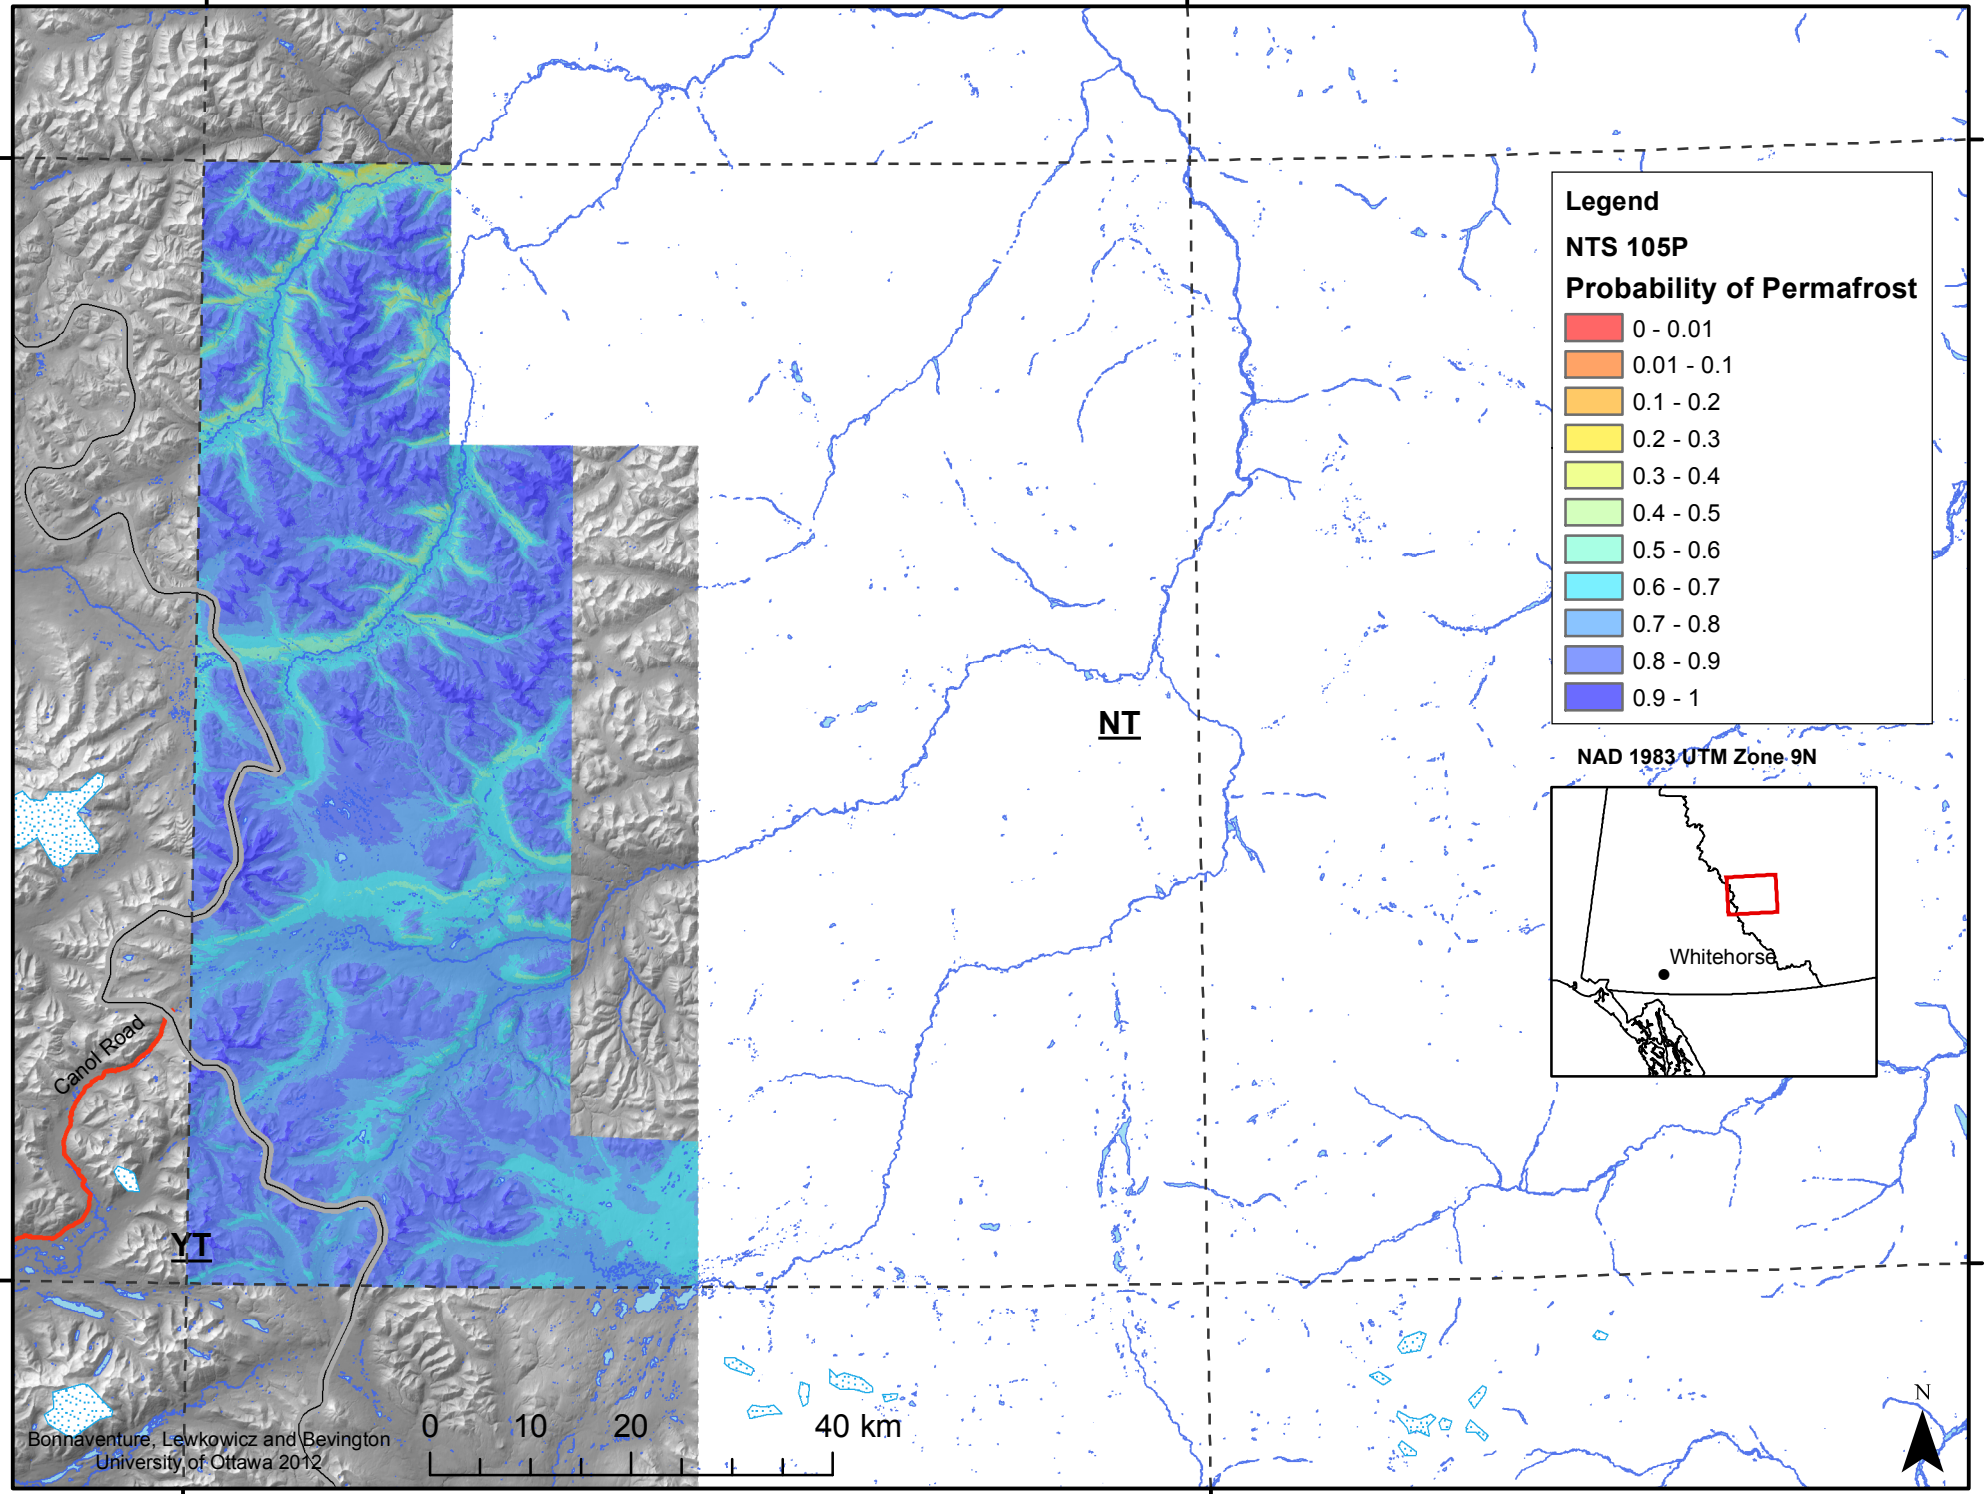 Legend
NTS 105P
Probability of Permafrost
0 - 0.01
0.01 - 0.1
0.1 - 0.2
0.2 - 0.3
0.3 - 0.4
0.4 - 0.5
0.5 - 0.6
0.6 - 0.7
0.7 - 0.8
0.8 - 0.9
0.9 - 1
NT
NAD 1983 UTM Zone 9N
Whitehorse
Canol Road
YT
0 10 20 40 km
N
Bonnaventure, Lewkowicz and Bevington
University of Ottawa 2012